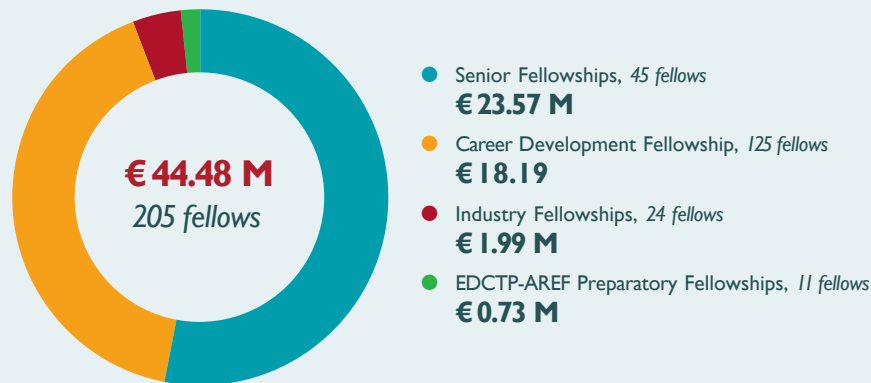 € 44.48 M
205 fellows
Senior Fellowships, 45 fellows
€ 23.57 M
Career Development Fellowship, 125 fellows
€ 18.19
Industry Fellowships, 24 fellows
€ 1.99 M
EDCTP-AREF Preparatory Fellowships, 11 fellows
€ 0.73 M